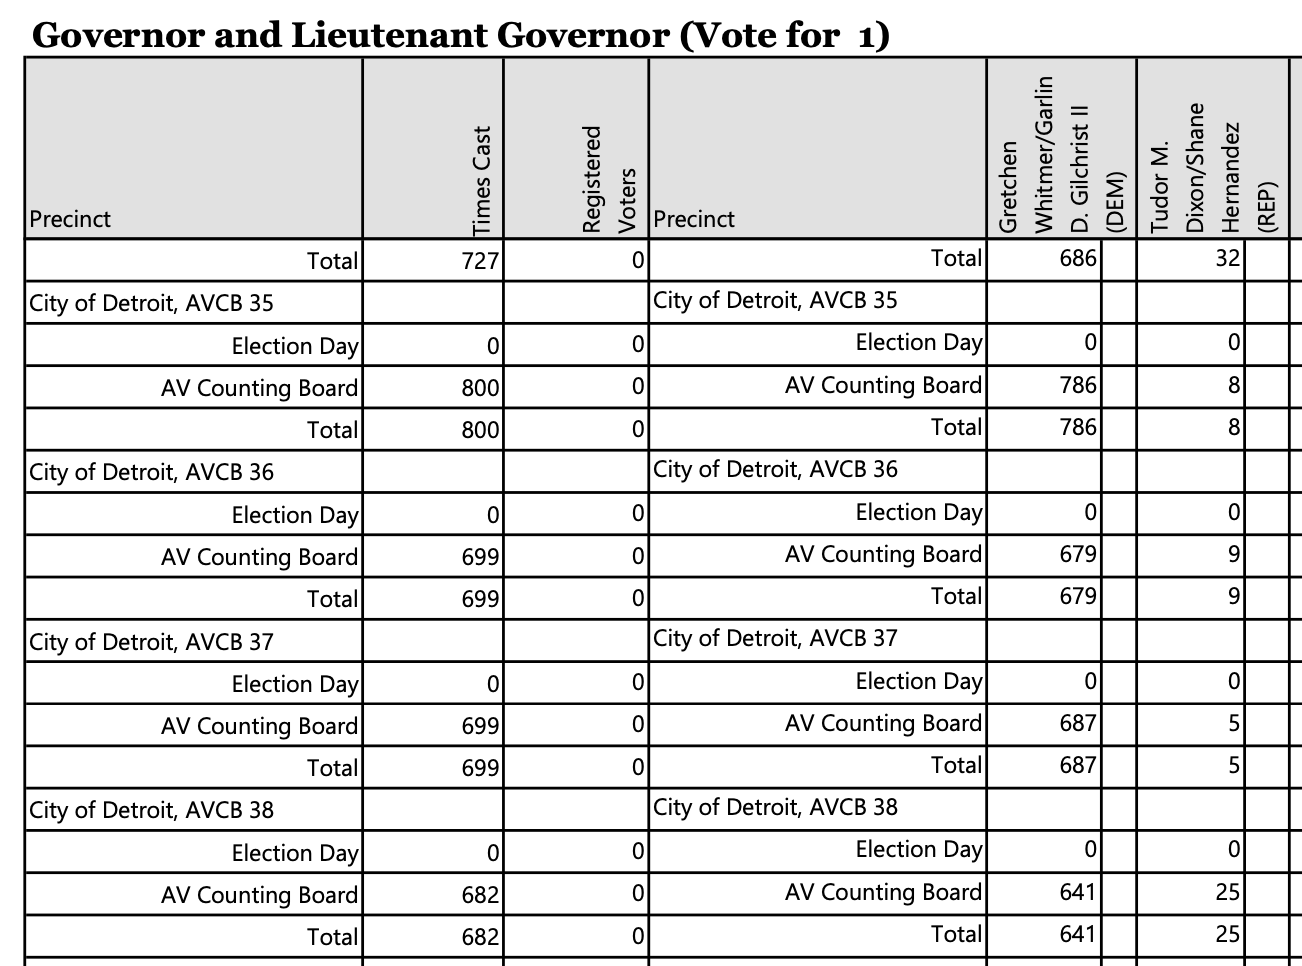 Governor and Lieutenant Governor (Vote for 1)
Precinct Times Cast Registered Voters Precinct Gretchen Whitmer/Garlin D. Gilchrist II (DEM) Tudor M. Dixon/Shane Hernandez (REP)
Total 727 0 Total 686 32
City of Detroit, AVCB 35 City of Detroit, AVCB 35
Election Day 0 0 Election Day 0 0
AV Counting Board 800 0 AV Counting Board 786 8
Total 800 0 Total 786 8
City of Detroit, AVCB 36 City of Detroit, AVCB 36
Election Day 0 0 Election Day 0 0
AV Counting Board 699 0 AV Counting Board 679 9
Total 699 0 Total 679 9
City of Detroit, AVCB 37 City of Detroit, AVCB 37
Election Day 0 0 Election Day 0 0
AV Counting Board 699 0 AV Counting Board 687 5
Total 699 0 Total 687 5
City of Detroit, AVCB 38 City of Detroit, AVCB 38
Election Day 0 0 Election Day 0 0
AV Counting Board 682 0 AV Counting Board 641 25
Total 682 0 Total 641 25